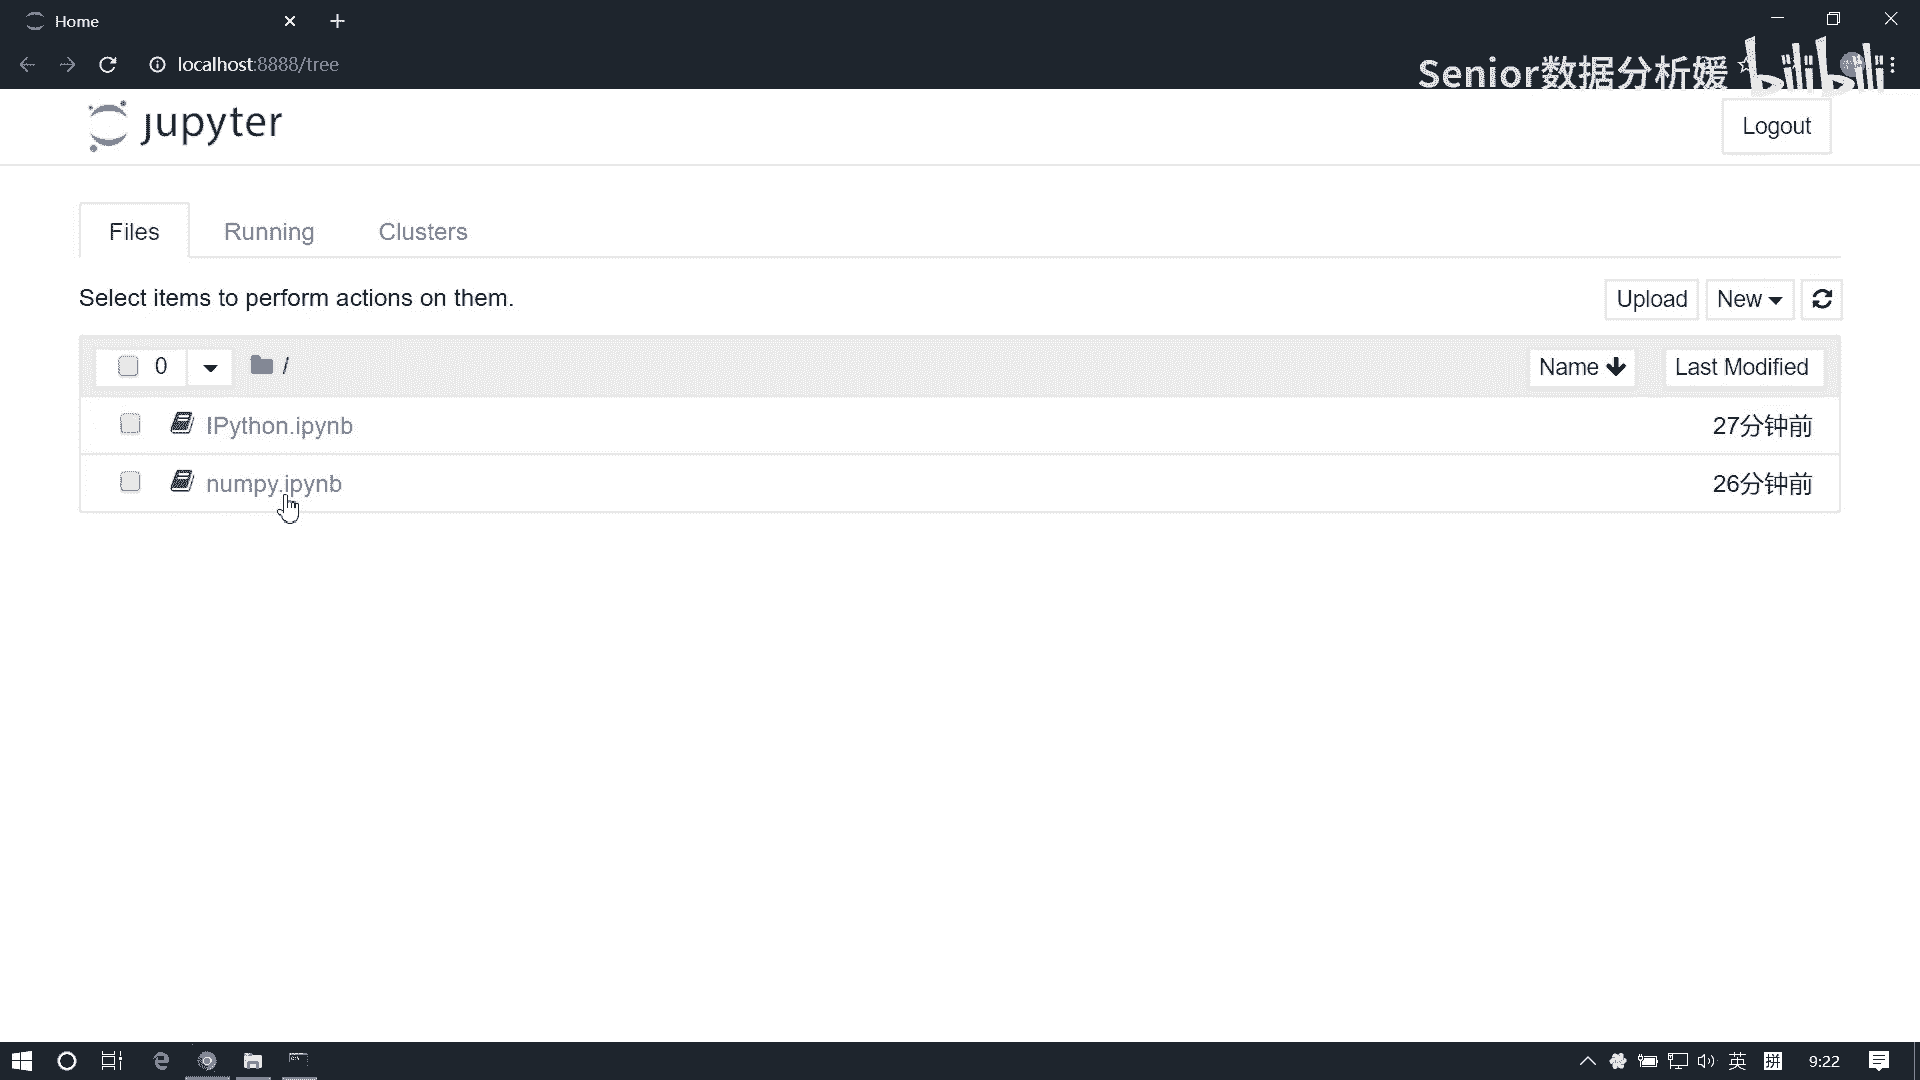 Home
localhost:8888/tree
Senior数据分析媛 bilibili
jupyter
Logout
Files Running Clusters
Select items to perform actions on them.
Upload New
0 / Name Last Modified
IPython.ipynb 27分钟前
numpy.ipynb 26分钟前
英 拼 9:22